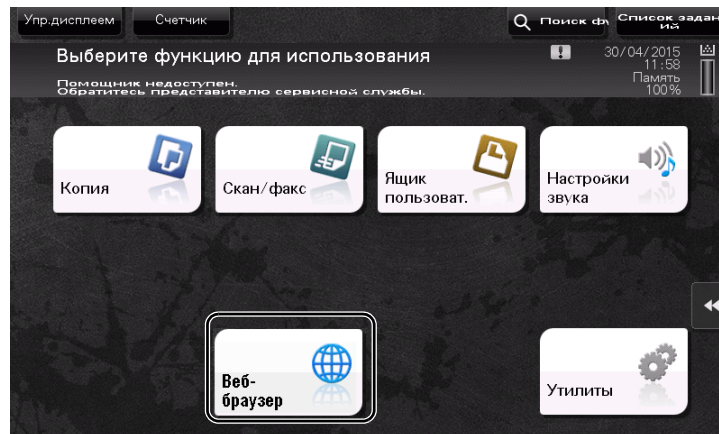 Упр.дисплеем
Счетчик
Поиск фу
Список задан
ий
Выберите функцию для использования
30/04/2015
11:58
Память
100%
Помощник недоступен.
Обратитесь представителю сервисной службы.
Копия
Скан/факс
Ящик
пользоват.
Настройки
звука
Веб-
браузер
Утилиты